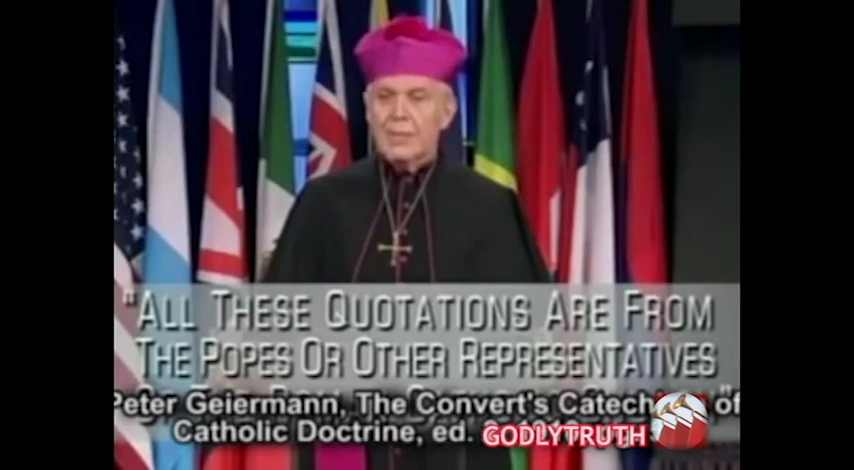 "ALL THESE QUOTATIONS ARE FROM
THE POPES OR OTHER REPRESENTATIVES
Peter Geiermann, The Convert's of
Catholic Doctrine, ed.
GODLYTRUTH